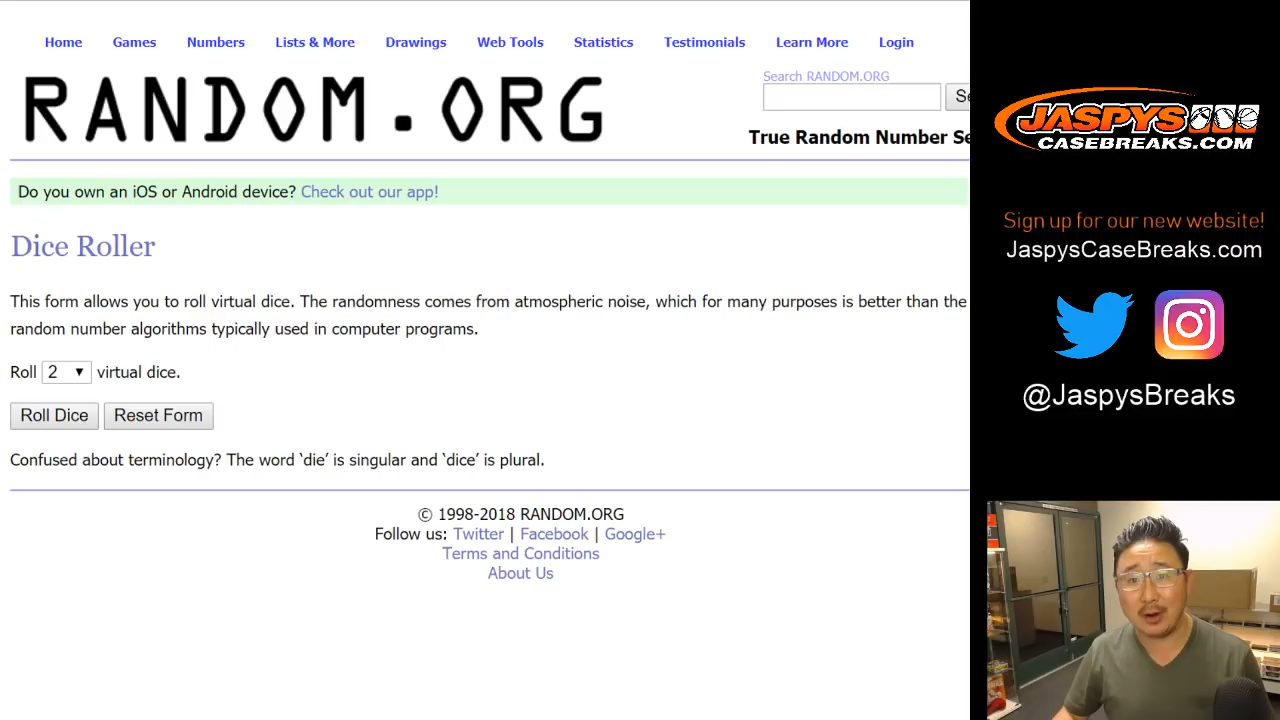 Home Games Numbers Lists & More Drawings Web Tools Statistics Testimonials Learn More Login
RANDOM.ORG
Search RANDOM.ORG
Se
True Random Number Se
Do you own an iOS or Android device? Check out our app!
Dice Roller
This form allows you to roll virtual dice. The randomness comes from atmospheric noise, which for many purposes is better than the
random number algorithms typically used in computer programs.
Roll 2 virtual dice.
Roll Dice Reset Form
Confused about terminology? The word ‘die’ is singular and ‘dice’ is plural.
© 1998-2018 RANDOM.ORG
Follow us: Twitter | Facebook | Google+
Terms and Conditions
About Us
JASPYS
CASEBREAKS.COM
Sign up for our new website!
JaspysCaseBreaks.com
@JaspysBreaks